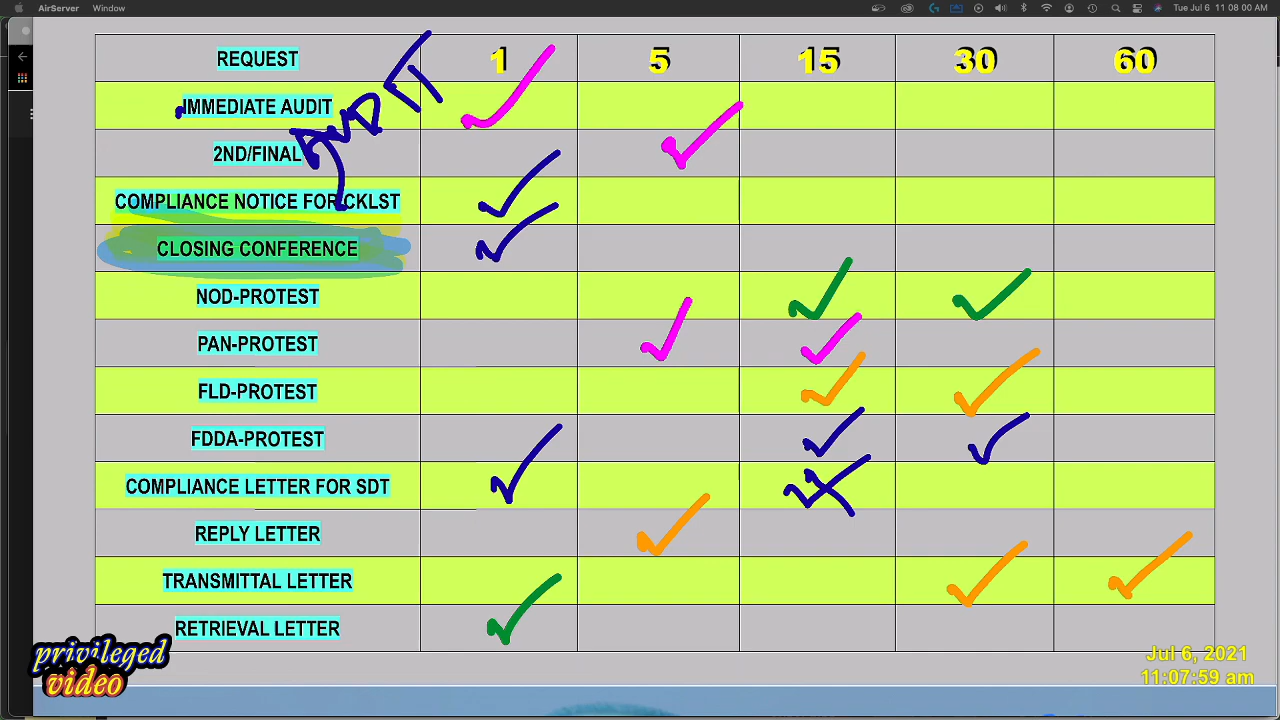 AirServer Window Tue Jul 6 11:08:00 AM
REQUEST 1 5 15 30 60
IMMEDIATE AUDIT
AUDIT
2ND/FINAL
COMPLIANCE NOTICE FOR CKLST
CLOSING CONFERENCE
NOD-PROTEST
PAN-PROTEST
FLD-PROTEST
FDDA-PROTEST
COMPLIANCE LETTER FOR SDT
REPLY LETTER
TRANSMITTAL LETTER
RETRIEVAL LETTER
privileged
video
Jul 6, 2021
11:07:59 am